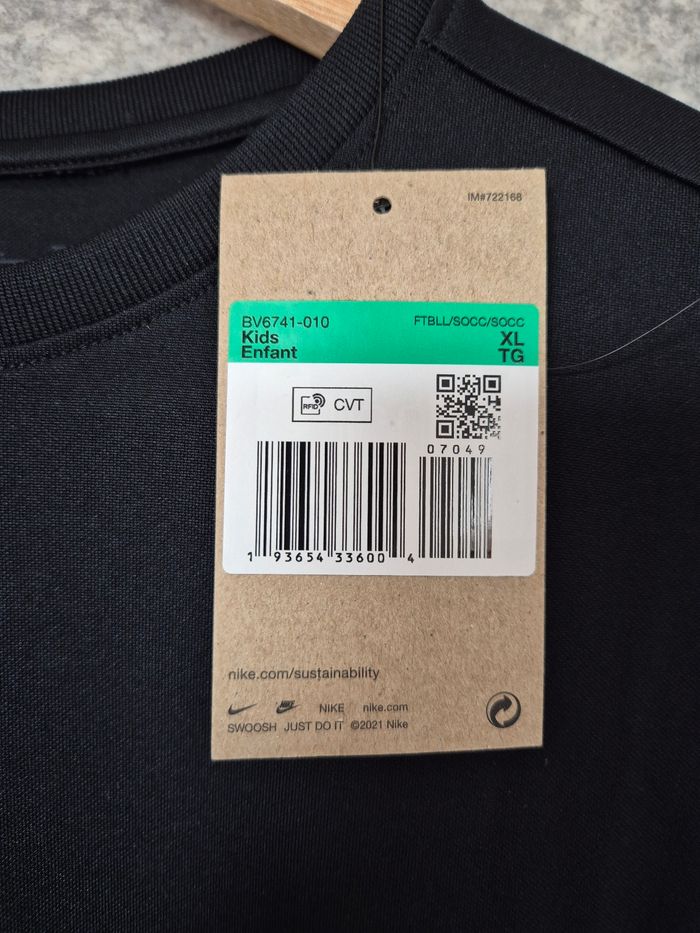 IM#722168
BV6741-010 FTBLL/SOCC/SOCC
Kids XL
Enfant TG
RFID CVT
07049
1 93654 33600 4
nike.com/sustainability
NIKE NIKE nike.com
SWOOSH JUST DO IT ©2021 Nike